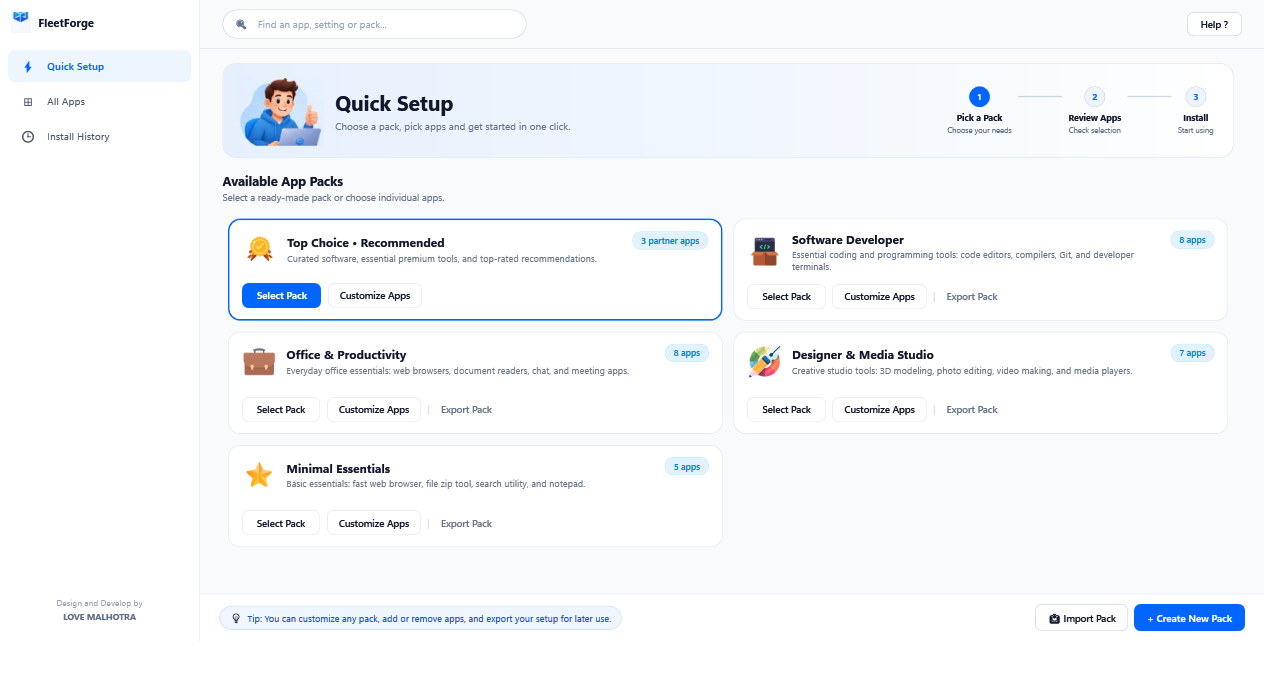 FleetForge
Find an app, setting or pack...
Help ?
Quick Setup
All Apps
Install History
Quick Setup
Choose a pack, pick apps and get started in one click.
1
Pick a Pack
Choose your needs
2
Review Apps
Check selection
3
Install
Start using
Available App Packs
Select a ready-made pack or choose individual apps.
Top Choice • Recommended
3 partner apps
Curated software, essential premium tools, and top-rated recommendations.
Select Pack
Customize Apps
Software Developer
8 apps
Essential coding and programming tools: code editors, compilers, Git, and developer
terminals.
Select Pack
Customize Apps
Export Pack
Office & Productivity
8 apps
Everyday office essentials: web browsers, document readers, chat, and meeting apps.
Select Pack
Customize Apps
Export Pack
Designer & Media Studio
7 apps
Creative studio tools: 3D modeling, photo editing, video making, and media players.
Select Pack
Customize Apps
Export Pack
Minimal Essentials
5 apps
Basic essentials: fast web browser, file zip tool, search utility, and notepad.
Select Pack
Customize Apps
Export Pack
Design and Develop by
LOVE MALHOTRA
Tip: You can customize any pack, add or remove apps, and export your setup for later use.
Import Pack
+ Create New Pack